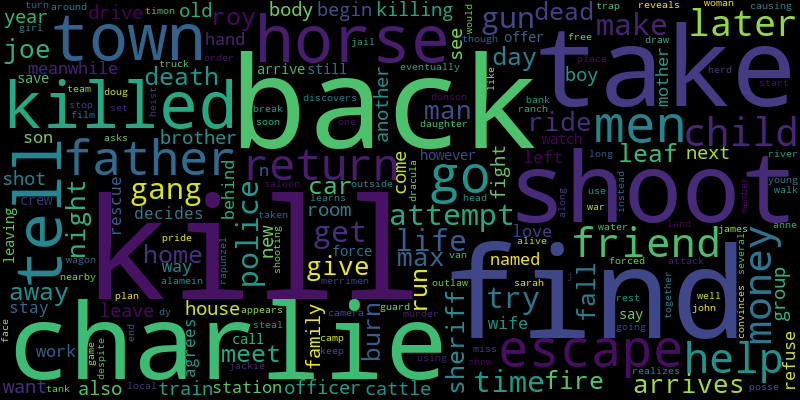 year turn around timon drive old roy body begin killing gun dead trap reveals woman causing
girl town hand horse see offer make free would later
joe meanwhile truck order jail though draw place
save team doug death arrive still eventually day bank boy mother herd start
killed stop set heist back another like dunson ranch take
film discovers man ride men child
son asks brother break soon one daughter watch
tell father return n however go fight left long leaf next river
shot night crew gang behind saloon car outside come dracula head shoot use instead young walk
leaving rescue decides police learns room attempt along war number anne
pride home rapunzel new shooting taken get life love water land james
nearby wagon way alamein force give max van alive named friend several
away kill merrimen run find forced attack money group
stay plan dy house appears guard sheriff outlaw sarah try fall rest together well john convinces
face leave steal camera murder wife say going help refuse
charlie family burn escape
work end game despite agrees call meet camp keep using miss show realizes
want tank also local train jackie station officer cattle time fire arrives posse